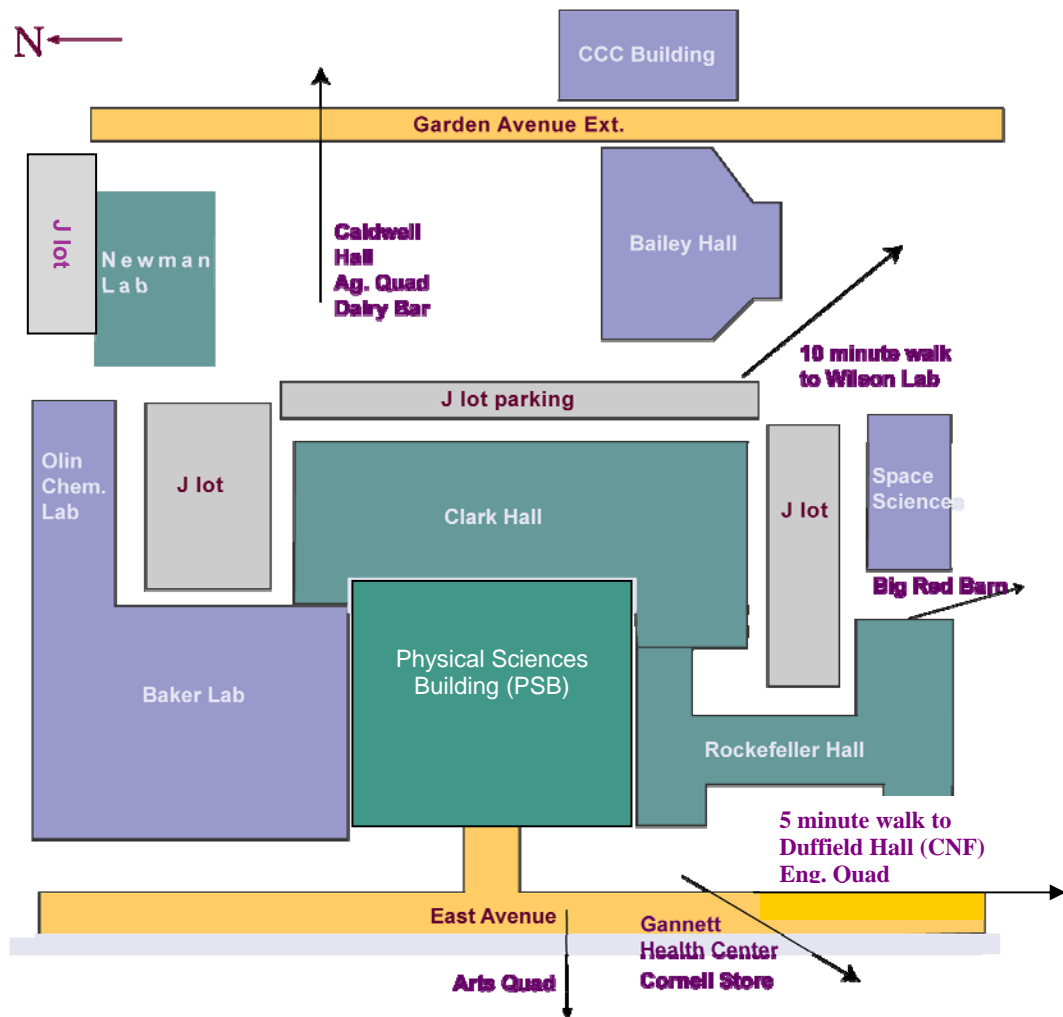 N
CCC Building
Garden Avenue Ext.
J lot
Newman
Lab
Caldwell
Hall
Ag. Quad
Dairy Bar
Bailey Hall
10 minute walk
to Wilson Lab
J lot parking
Olin
Chem.
Lab
J lot
Clark Hall
J lot
Space
Sciences
Big Red Barn
Physical Sciences
Building (PSB)
Baker Lab
Rockefeller Hall
5 minute walk to
Duffield Hall (CNF)
Eng. Quad
East Avenue
Gannett
Health Center
Cornell Store
Arts Quad